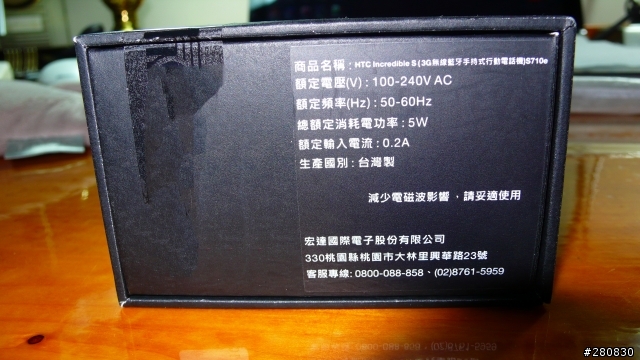 商品名稱：HTC Incredible S (3G無線藍牙手持式行動電話機)S710e
額定電壓(V)：100-240V AC
額定頻率(Hz)：50-60Hz
總額定消耗電功率：5W
額定輸入電流：0.2A
生產國別：台灣製
減少電磁波影響，請妥適使用
宏達國際電子股份有限公司
330桃園縣桃園市大林里興華路23號
客服專線: 0800-088-858、(02)8761-5959
#280830